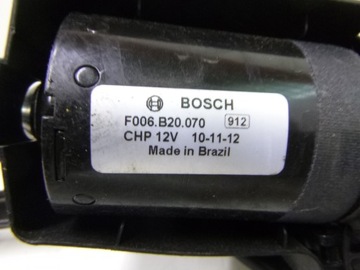 BOSCH
F006.B20.070 912
CHP 12V 10-11-12
Made in Brazil